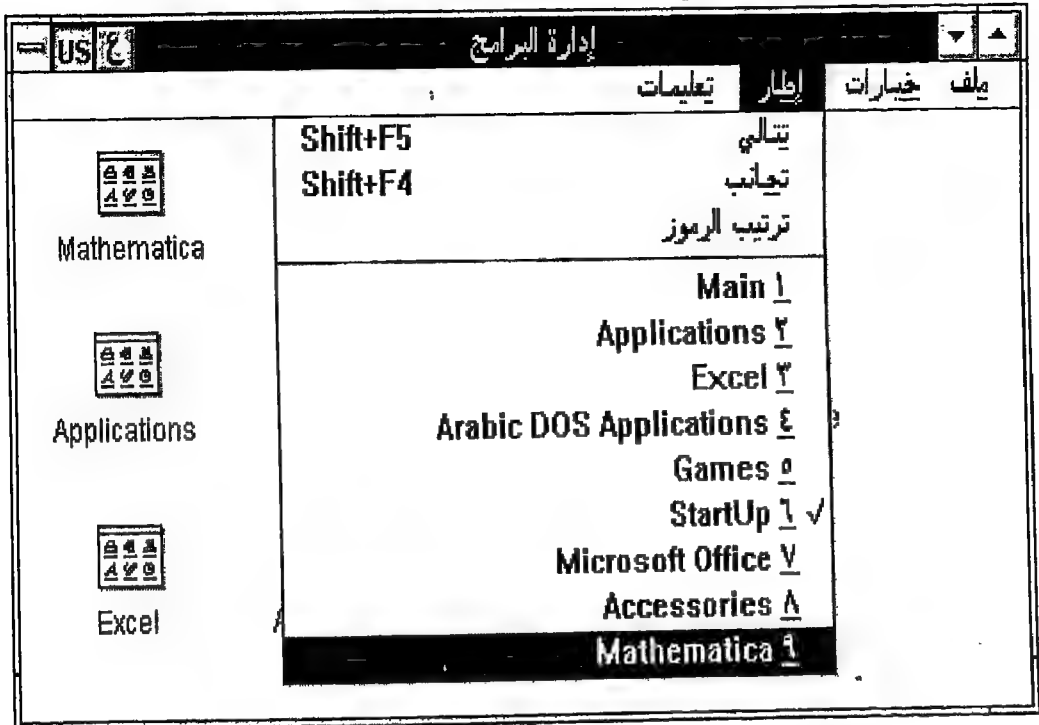 US ع إدارة البرامج
ملف خيارات إطار تعليمات
تتالي Shift+F5
تجانب Shift+F4
ترتيب الرموز
Main ١
Applications ٢
Excel ٣
Arabic DOS Applications ٤
Games ٥
√ StartUp ٦
Microsoft Office ٧
Accessories ٨
Mathematica ٩
Mathematica
Applications
Excel